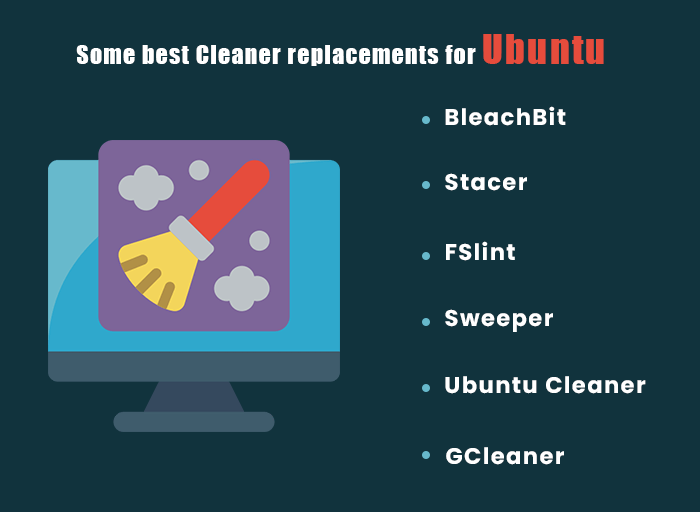 Some best Cleaner replacements for Ubuntu
BleachBit
Stacer
FSlint
Sweeper
Ubuntu Cleaner
GCleaner